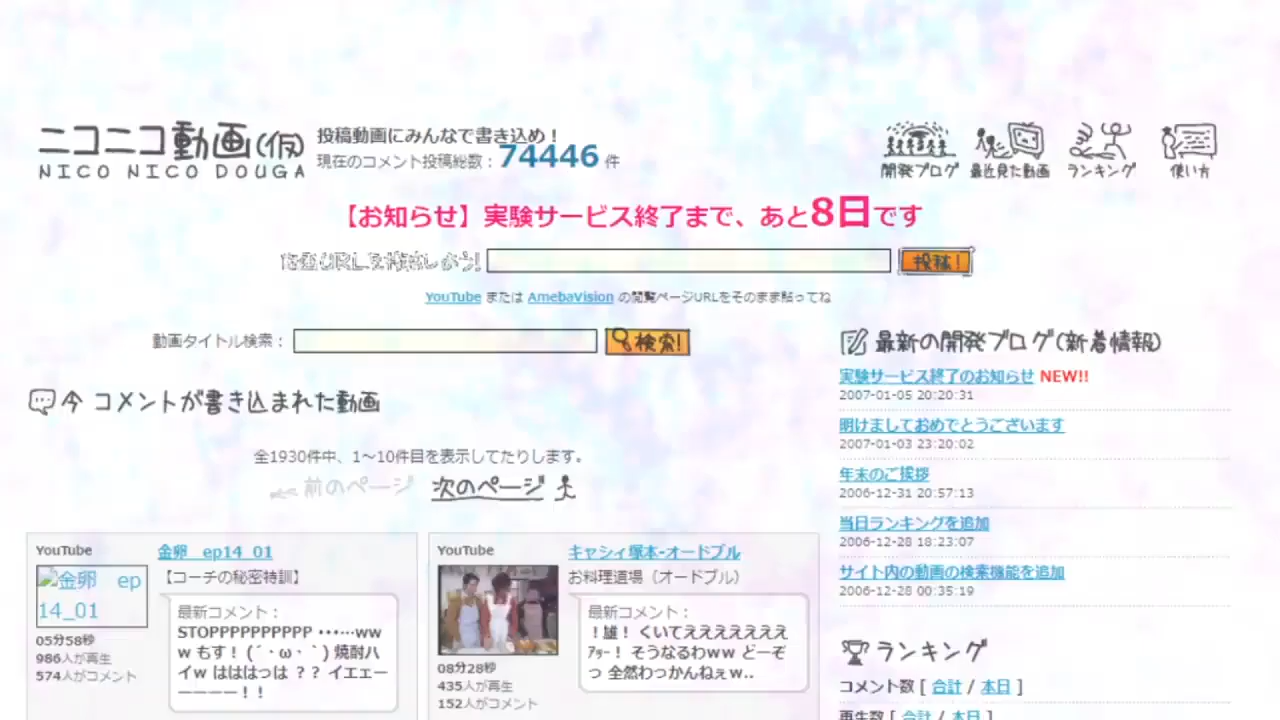 ニコニコ動画(仮)
NICO NICO DOUGA
投稿動画にみんなで書き込め！
現在のコメント投稿総数：74446 件
開発ブログ 最近見た動画 ランキング 使い方
【お知らせ】実験サービス終了まで、あと8日です
投稿！
YouTube または AmebaVision の閲覧ページURLをそのまま貼ってね
動画タイトル検索：
検索!
今 コメントが書き込まれた動画
全1930件中、1～10件目を表示してたりします。
前のページ 次のページ
YouTube
金卵 ep14_01
金卵 ep
14_01
【コーチの秘密特訓】
最新コメント：
STOPPPPPPPPPP ･･･…ww
w もす！(´・ω・｀) 焼酎ハ
イw はははっは ？？ イエェー
ーーーー！！
05分58秒
986人が再生
574人がコメント
YouTube
キャシィ塚本-オードブル
お料理道場（オードブル）
最新コメント：
！雄！ くいてえええええええ
ｱｯｰ！ そうなるわｗｗ どーぞ
っ 全然わっかんねぇｗ..
08分28秒
435人が再生
152人がコメント
最新の開発ブログ(新着情報)
実験サービス終了のお知らせ NEW!!
2007-01-05 20:20:31
明けましておめでとうございます
2007-01-03 23:20:02
年末のご挨拶
2006-12-31 20:57:13
当日ランキングを追加
2006-12-28 18:23:07
サイト内の動画の検索機能を追加
2006-12-28 00:35:19
ランキング
コメント数 [ 合計 / 本日 ]
再生数 [ 合計 / 本日 ]